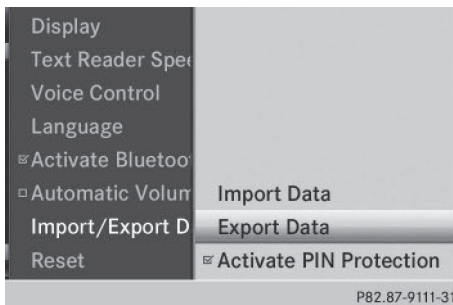 Display
Text Reader Spee
Voice Control
Language
Activate Bluetoo
Automatic Volum
Import/Export D
Reset
Import Data
Export Data
Activate PIN Protection
P82.87-9111-31